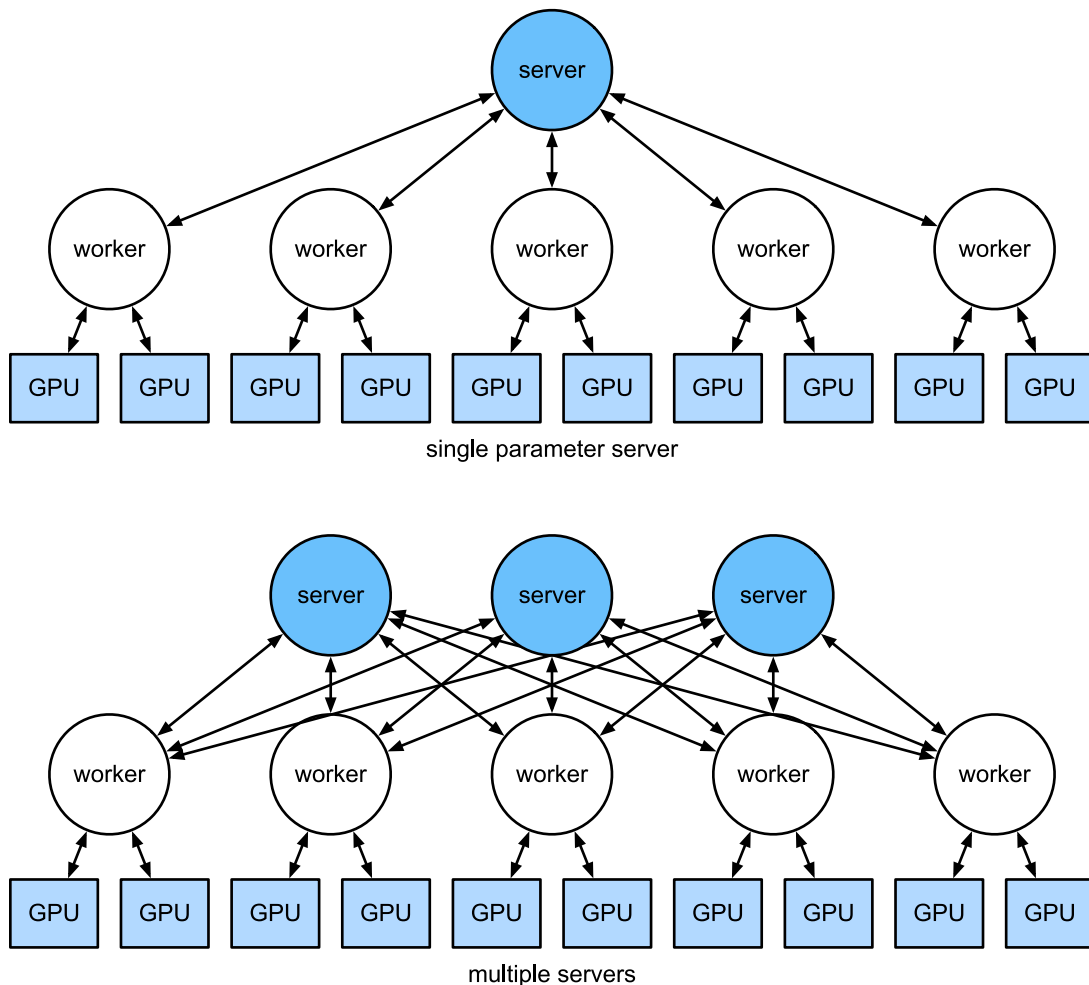 server
worker worker worker worker worker
GPU GPU GPU GPU GPU GPU GPU GPU GPU GPU
single parameter server
server server server
worker worker worker worker worker
GPU GPU GPU GPU GPU GPU GPU GPU GPU GPU
multiple servers